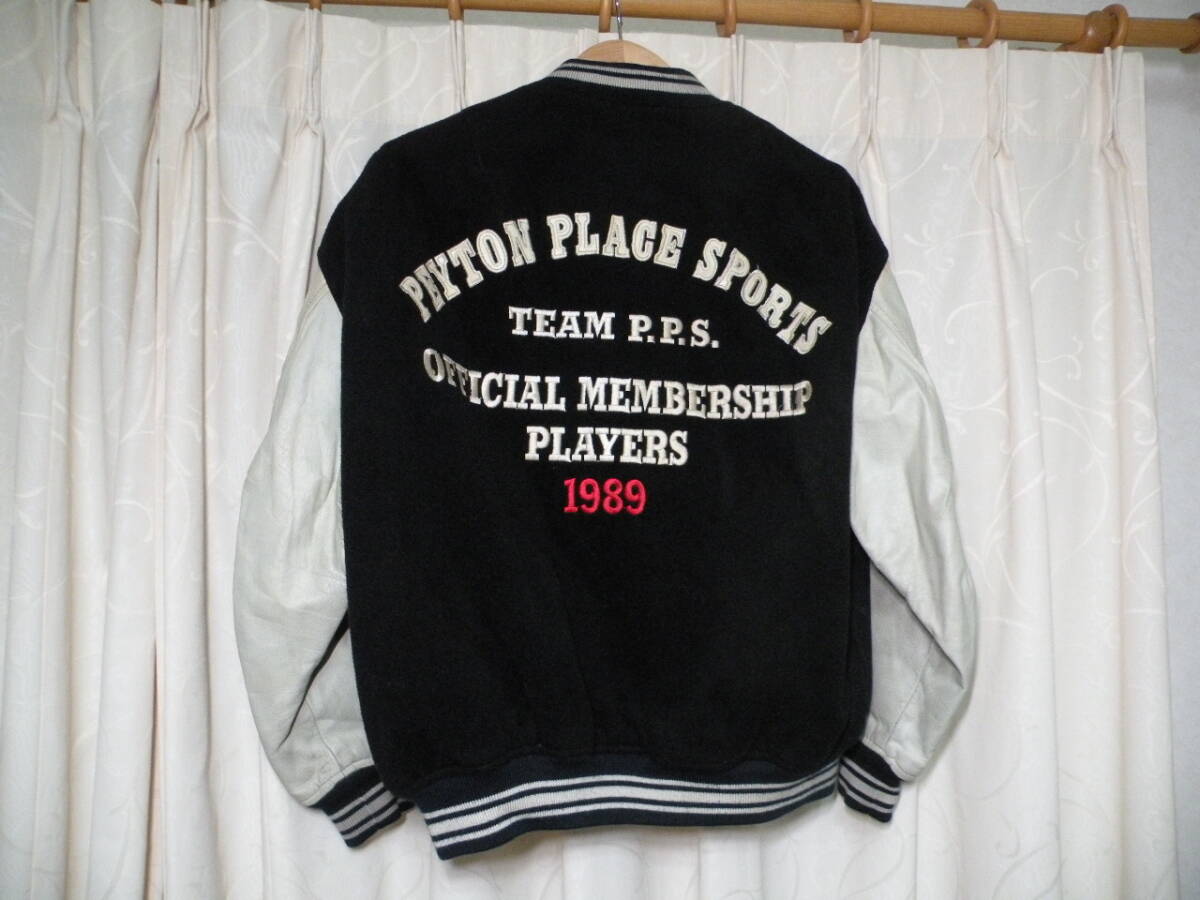 PEYTON PLACE SPORTS
TEAM P.P.S.
OFFICIAL MEMBERSHIP
PLAYERS
1989